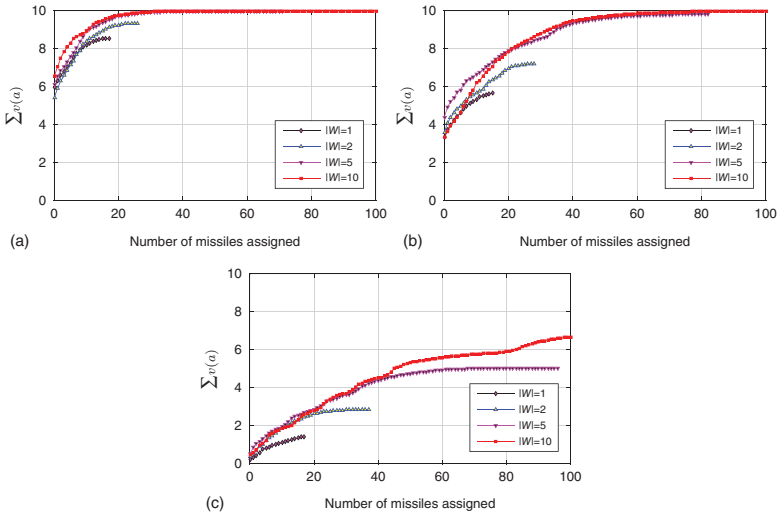 10
8
6
4
2
0
∑v(a)
|W|=1
|W|=2
|W|=5
|W|=10
0 20 40 60 80 100
(a) Number of missiles assigned
10
8
6
4
2
0
∑v(a)
|W|=1
|W|=2
|W|=5
|W|=10
0 20 40 60 80 100
(b) Number of missiles assigned
10
8
6
4
2
0
∑v(a)
|W|=1
|W|=2
|W|=5
|W|=10
0 20 40 60 80 100
(c) Number of missiles assigned